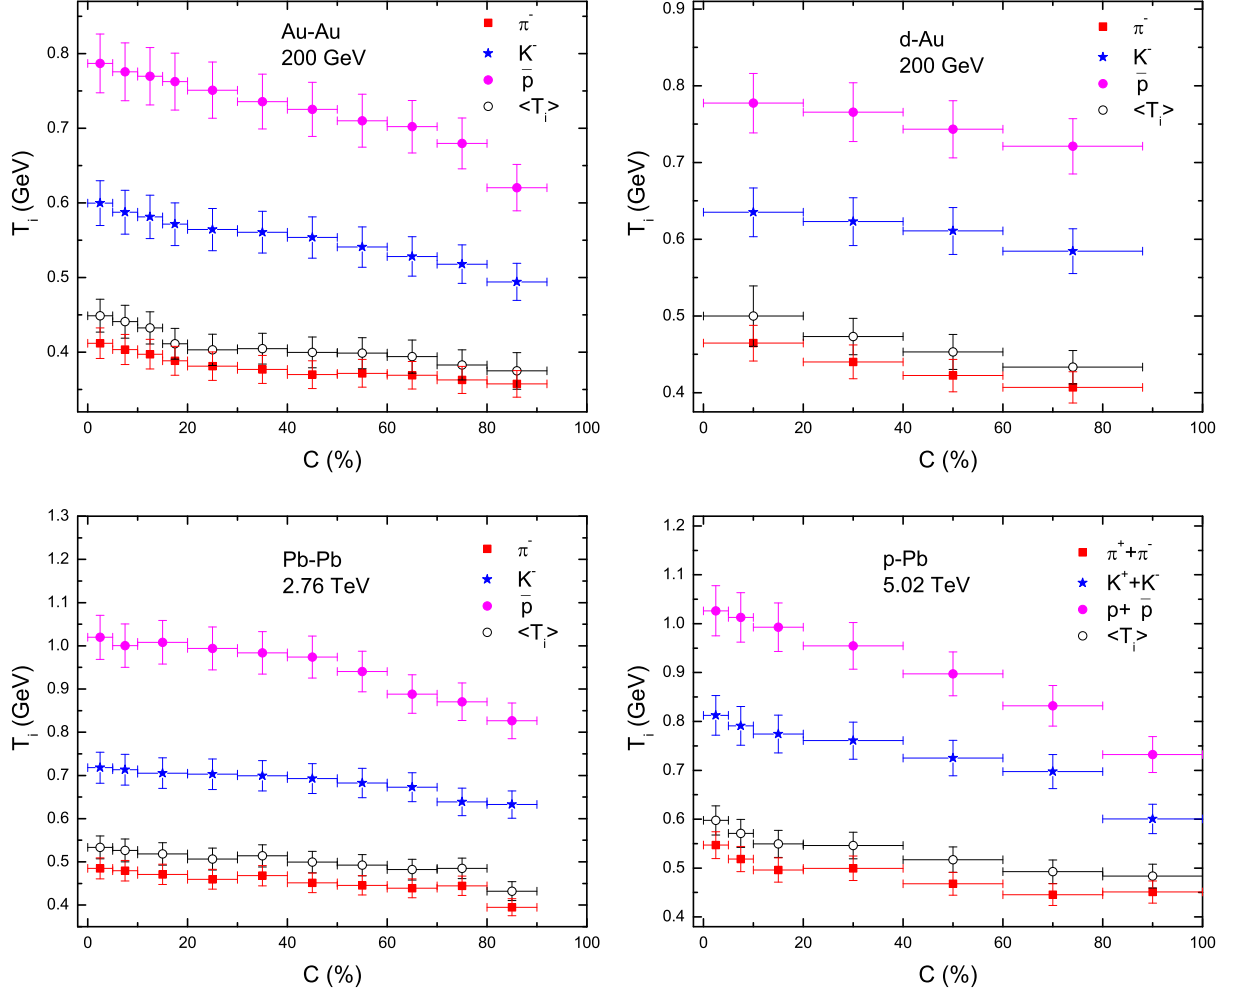 Au-Au
200 GeV
π⁻
K⁻
p̅
<Tᵢ>
0.8
0.7
0.6
0.5
0.4
Tᵢ (GeV)
0 20 40 60 80 100
C (%)
d-Au
200 GeV
π⁻
K⁻
p̅
<Tᵢ>
0.9
0.8
0.7
0.6
0.5
0.4
Tᵢ (GeV)
0 20 40 60 80 100
C (%)
Pb-Pb
2.76 TeV
π⁻
K⁻
p̅
<Tᵢ>
1.3
1.2
1.1
1.0
0.9
0.8
0.7
0.6
0.5
0.4
Tᵢ (GeV)
0 20 40 60 80 100
C (%)
p-Pb
5.02 TeV
π⁺+π⁻
K⁺+K⁻
p+ p̅
<Tᵢ>
1.2
1.1
1.0
0.9
0.8
0.7
0.6
0.5
0.4
Tᵢ (GeV)
0 20 40 60 80 100
C (%)